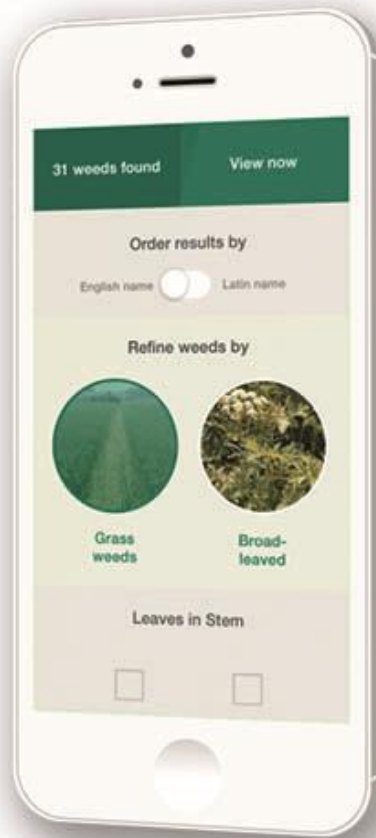 31 weeds found
View now
Order results by
English name
Latin name
Refine weeds by
Grass
weeds
Broad-
leaved
Leaves in Stem